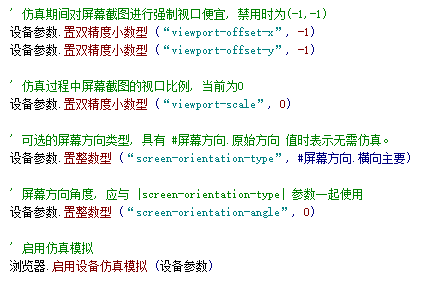 ' 仿真期间对屏幕截图进行强制视口便宜, 禁用时为(-1,-1)
设备参数.置双精度小数型 (“viewport-offset-x”, -1)
设备参数.置双精度小数型 (“viewport-offset-y”, -1)
' 仿真过程中屏幕截图的视口比例, 当前为0
设备参数.置双精度小数型 (“viewport-scale”, 0)
' 可选的屏幕方向类型, 具有 #屏幕方向.原始方向 值时表示无需仿真。
设备参数.置整数型 (“screen-orientation-type”, #屏幕方向.横向主要)
' 屏幕方向角度, 应与 |screen-orientation-type| 参数一起使用
设备参数.置整数型 (“screen-orientation-angle”, 0)
' 启用仿真模拟
浏览器.启用设备仿真模拟 (设备参数)